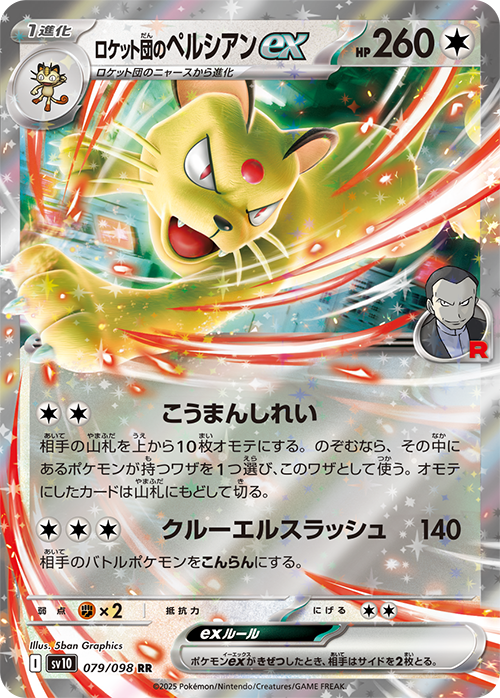 1進化
ロケット団のペルシアンex
だん
HP 260
ロケット団のニャースから進化
R
こうまんしれい
相手の山札を上から10枚オモテにする。のぞむなら、その中に
あるポケモンが持つワザを1つ選び、このワザとして使う。オモテ
にしたカードは山札にもどして切る。
クルーエルスラッシュ 140
相手のバトルポケモンをこんらんにする。
弱点 ×2 抵抗力 にげる
Illus. 5ban Graphics
exルール
ポケモンexがきぜつしたとき、相手はサイドを2枚とる。
I sv10 079/098 RR
©2025 Pokémon/Nintendo/Creatures/GAME FREAK.